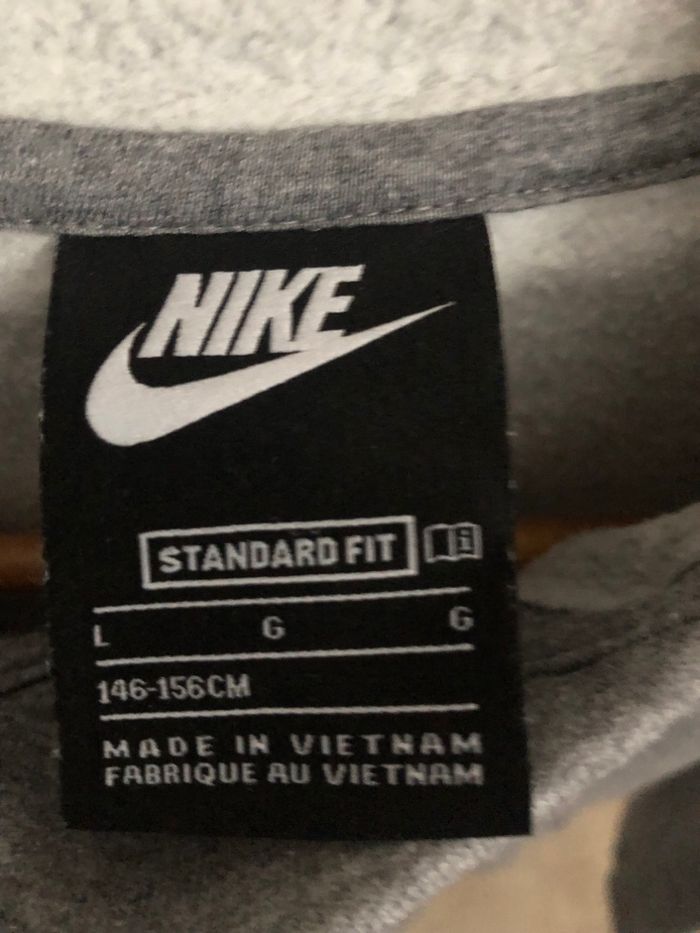 NIKE
STANDARD FIT
L G G
146-156CM
MADE IN VIETNAM
FABRIQUE AU VIETNAM